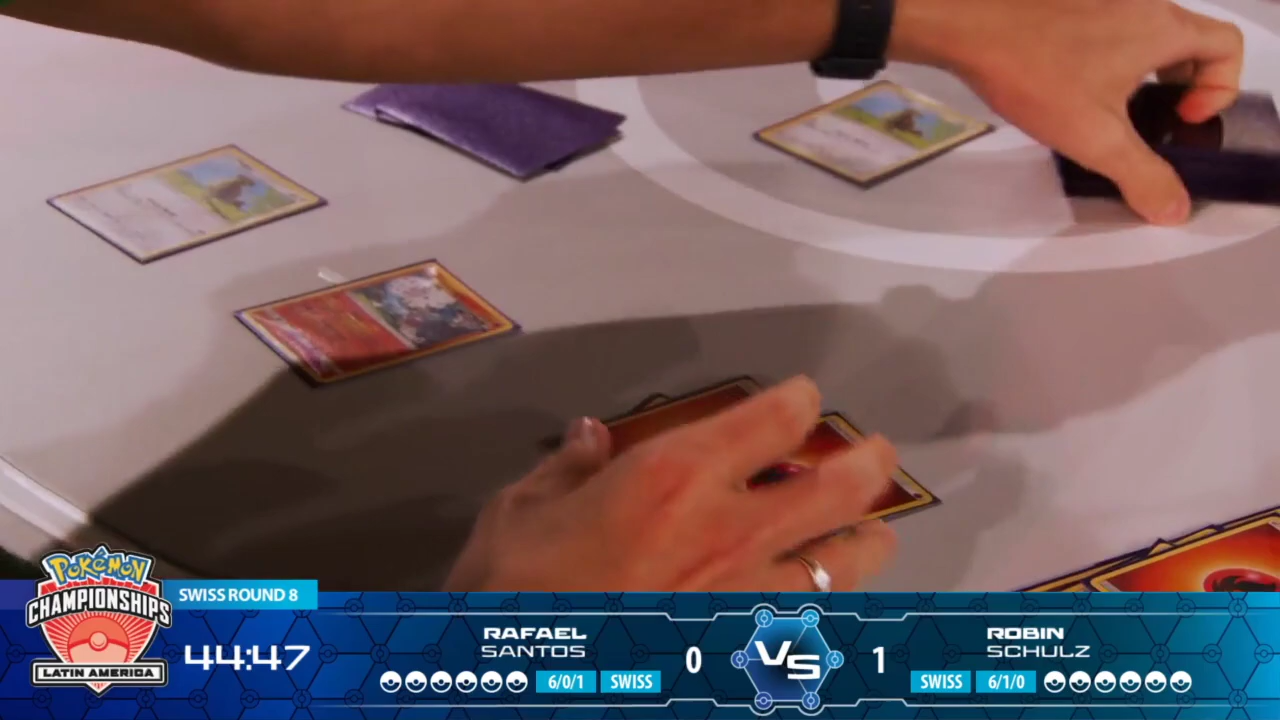 SWISS ROUND 8
POKÉMON
CHAMPIONSHIPS
LATIN AMERICA
44:47
RAFAEL
SANTOS
6/0/1 SWISS
0
VS
1
ROBIN
SCHULZ
SWISS 6/1/0